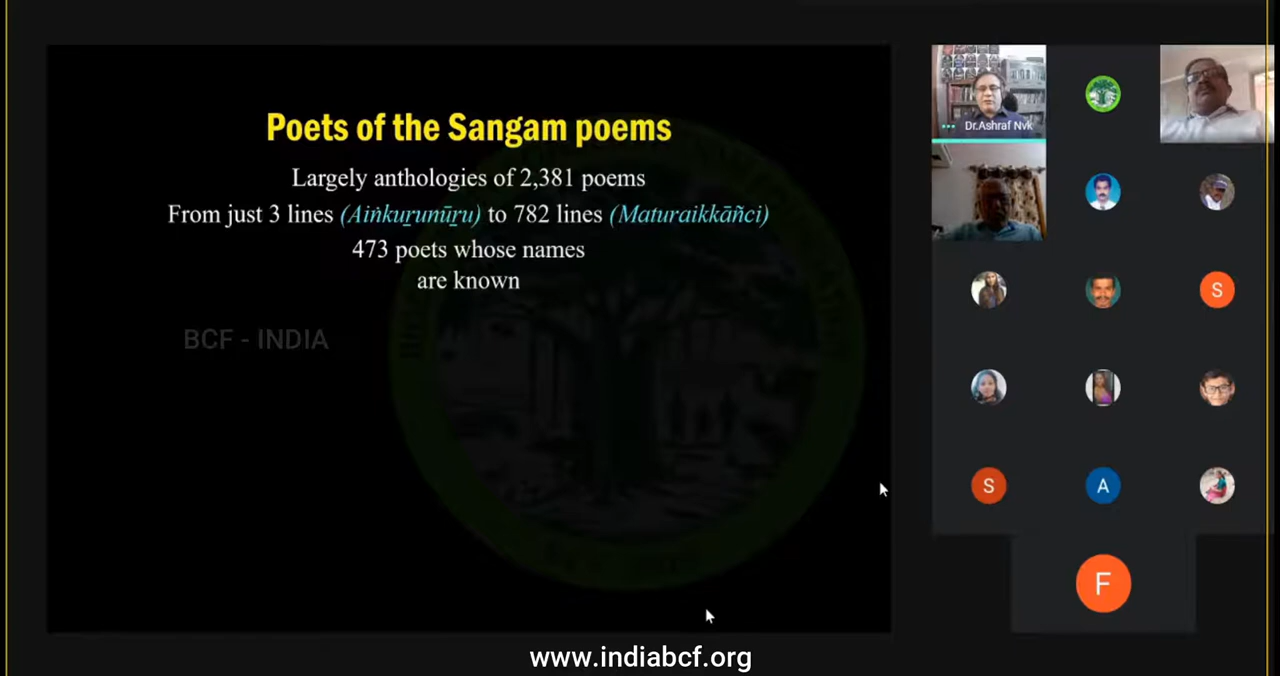 Poets of the Sangam poems
Largely anthologies of 2,381 poems
From just 3 lines (Aiṅkuṟunūṟu) to 782 lines (Maturaikkāñci)
473 poets whose names
are known
BCF - INDIA
Dr.Ashraf Nvk
S
S
A
F
www.indiabcf.org